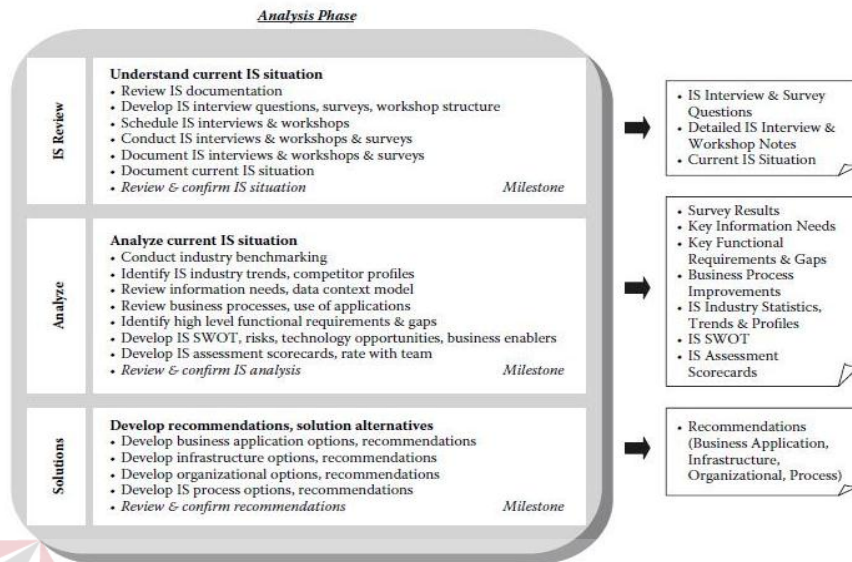 Analysis Phase
IS Review
Understand current IS situation
• Review IS documentation
• Develop IS interview questions, surveys, workshop structure
• Schedule IS interviews & workshops
• Conduct IS interviews & workshops & surveys
• Document IS interviews & workshops & surveys
• Document current IS situation
• Review & confirm IS situation Milestone
• IS Interview & Survey
Questions
• Detailed IS Interview &
Workshop Notes
• Current IS Situation
Analyze
Analyze current IS situation
• Conduct industry benchmarking
• Identify IS industry trends, competitor profiles
• Review information needs, data context model
• Review business processes, use of applications
• Identify high level functional requirements & gaps
• Develop IS SWOT, risks, technology opportunities, business enablers
• Develop IS assessment scorecards, rate with team
• Review & confirm IS analysis Milestone
• Survey Results
• Key Information Needs
• Key Functional
Requirements & Gaps
• Business Process
Improvements
• IS Industry Statistics,
Trends & Profiles
• IS SWOT
• IS Assessment
Scorecards
Solutions
Develop recommendations, solution alternatives
• Develop business application options, recommendations
• Develop infrastructure options, recommendations
• Develop organizational options, recommendations
• Develop IS process options, recommendations
• Review & confirm recommendations Milestone
• Recommendations
(Business Application,
Infrastructure,
Organizational, Process)